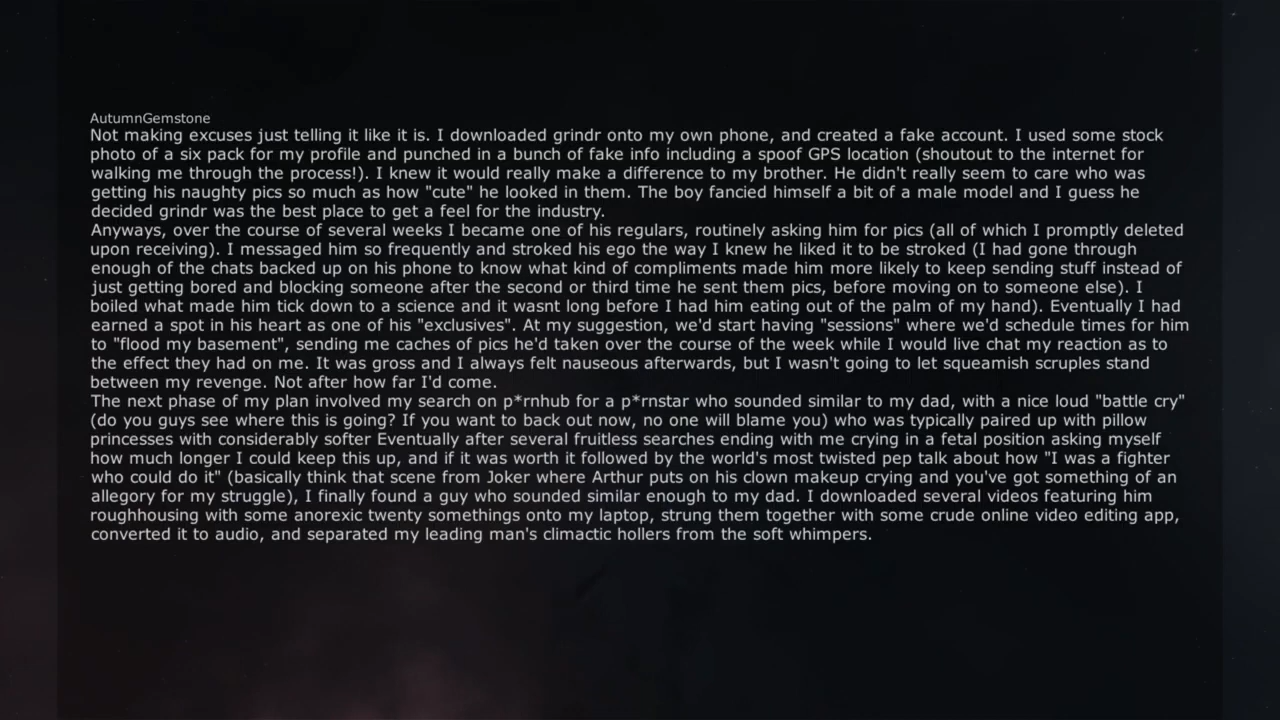 AutumnGemstone
Not making excuses just telling it like it is. I downloaded grindr onto my own phone, and created a fake account. I used some stock
photo of a six pack for my profile and punched in a bunch of fake info including a spoof GPS location (shoutout to the internet for
walking me through the process!). I knew it would really make a difference to my brother. He didn't really seem to care who was
getting his naughty pics so much as how "cute" he looked in them. The boy fancied himself a bit of a male model and I guess he
decided grindr was the best place to get a feel for the industry.
Anyways, over the course of several weeks I became one of his regulars, routinely asking him for pics (all of which I promptly deleted
upon receiving). I messaged him so frequently and stroked his ego the way I knew he liked it to be stroked (I had gone through
enough of the chats backed up on his phone to know what kind of compliments made him more likely to keep sending stuff instead of
just getting bored and blocking someone after the second or third time he sent them pics, before moving on to someone else). I
boiled what made him tick down to a science and it wasnt long before I had him eating out of the palm of my hand). Eventually I had
earned a spot in his heart as one of his "exclusives". At my suggestion, we'd start having "sessions" where we'd schedule times for him
to "flood my basement", sending me caches of pics he'd taken over the course of the week while I would live chat my reaction as to
the effect they had on me. It was gross and I always felt nauseous afterwards, but I wasn't going to let squeamish scruples stand
between my revenge. Not after how far I'd come.
The next phase of my plan involved my search on p*rnhub for a p*rnstar who sounded similar to my dad, with a nice loud "battle cry"
(do you guys see where this is going? If you want to back out now, no one will blame you) who was typically paired up with pillow
princesses with considerably softer Eventually after several fruitless searches ending with me crying in a fetal position asking myself
how much longer I could keep this up, and if it was worth it followed by the world's most twisted pep talk about how "I was a fighter
who could do it" (basically think that scene from Joker where Arthur puts on his clown makeup crying and you've got something of an
allegory for my struggle), I finally found a guy who sounded similar enough to my dad. I downloaded several videos featuring him
roughhousing with some anorexic twenty somethings onto my laptop, strung them together with some crude online video editing app,
converted it to audio, and separated my leading man's climactic hollers from the soft whimpers.